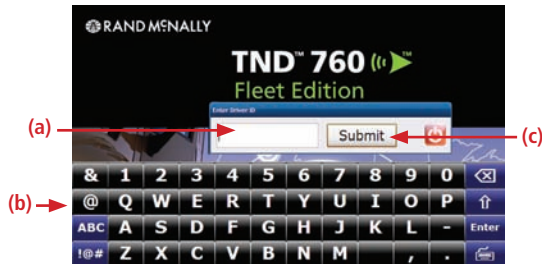 RAND MCNALLY
TND™ 760 ™
Fleet Edition
Enter Driver ID
(a)
Submit
(c)
& 1 2 3 4 5 6 7 8 9 0
(b)
@ Q W E R T Y U I O P
ABC A S D F G H J K L - Enter
!@# Z X C V B N M , .